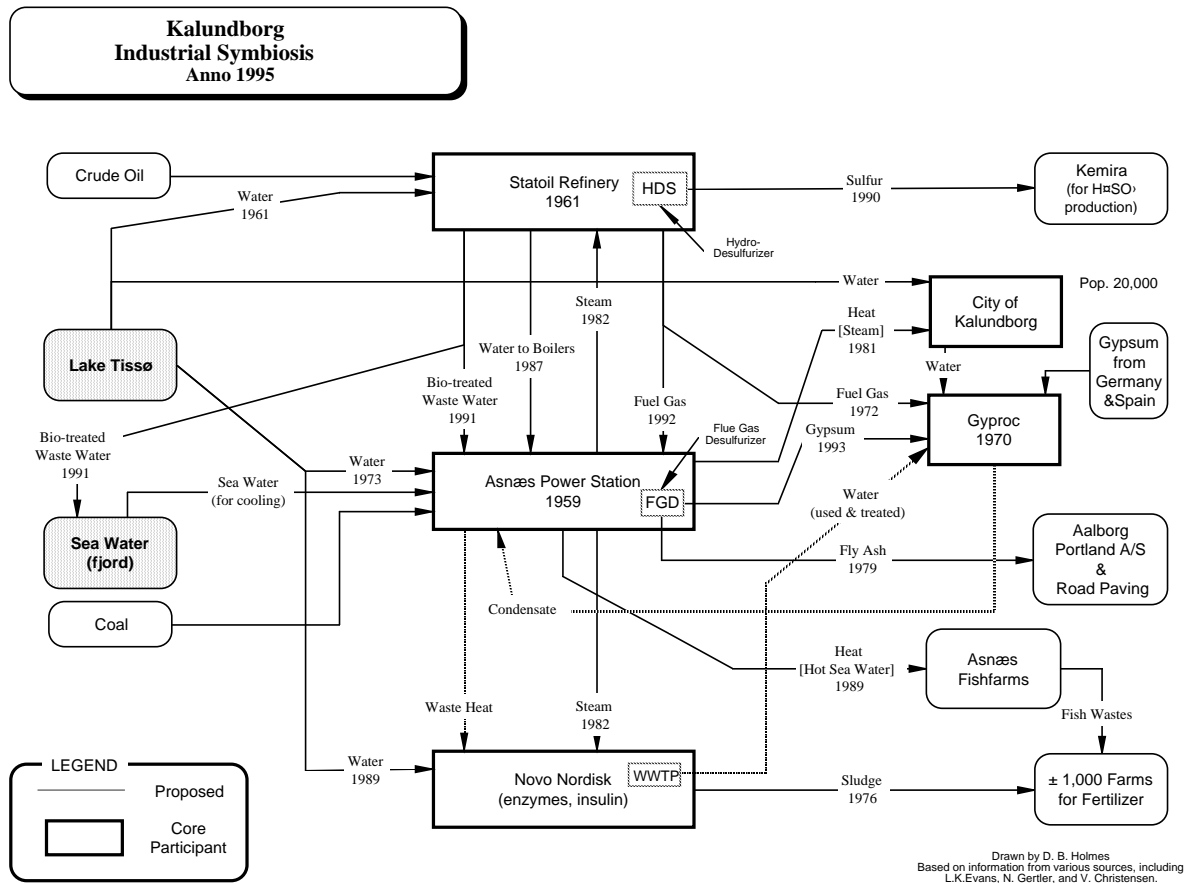 Kalundborg
Industrial Symbiosis
Anno 1995
Crude Oil
Water
1961
Statoil Refinery
1961
HDS
Sulfur
1990
Kemira
(for H¤SO›
production)
Hydro-
Desulfurizer
Water
Pop. 20,000
City of
Kalundborg
Steam
1982
Heat
[Steam]
1981
Lake Tissø
Water to Boilers
1987
Water
Gypsum
from
Germany
&Spain
Bio-treated
Waste Water
1991
Fuel Gas
1992
Fuel Gas
1972
Gyproc
1970
Bio-treated
Waste Water
1991
Flue Gas
Desulfurizer
Gypsum
1993
Water
1973
Sea Water
(for cooling)
Asnæs Power Station
1959
FGD
Water
(used & treated)
Sea Water
(fjord)
Fly Ash
1979
Aalborg
Portland A/S
&
Road Paving
Coal
Condensate
Heat
[Hot Sea Water]
1989
Asnæs
Fishfarms
Waste Heat
Steam
1982
Fish Wastes
Water
1989
Novo Nordisk
(enzymes, insulin)
WWTP
Sludge
1976
± 1,000 Farms
for Fertilizer
LEGEND
Proposed
Core
Participant
Drawn by D. B. Holmes
Based on information from various sources, including
L.K.Evans, N. Gertler, and V. Christensen.